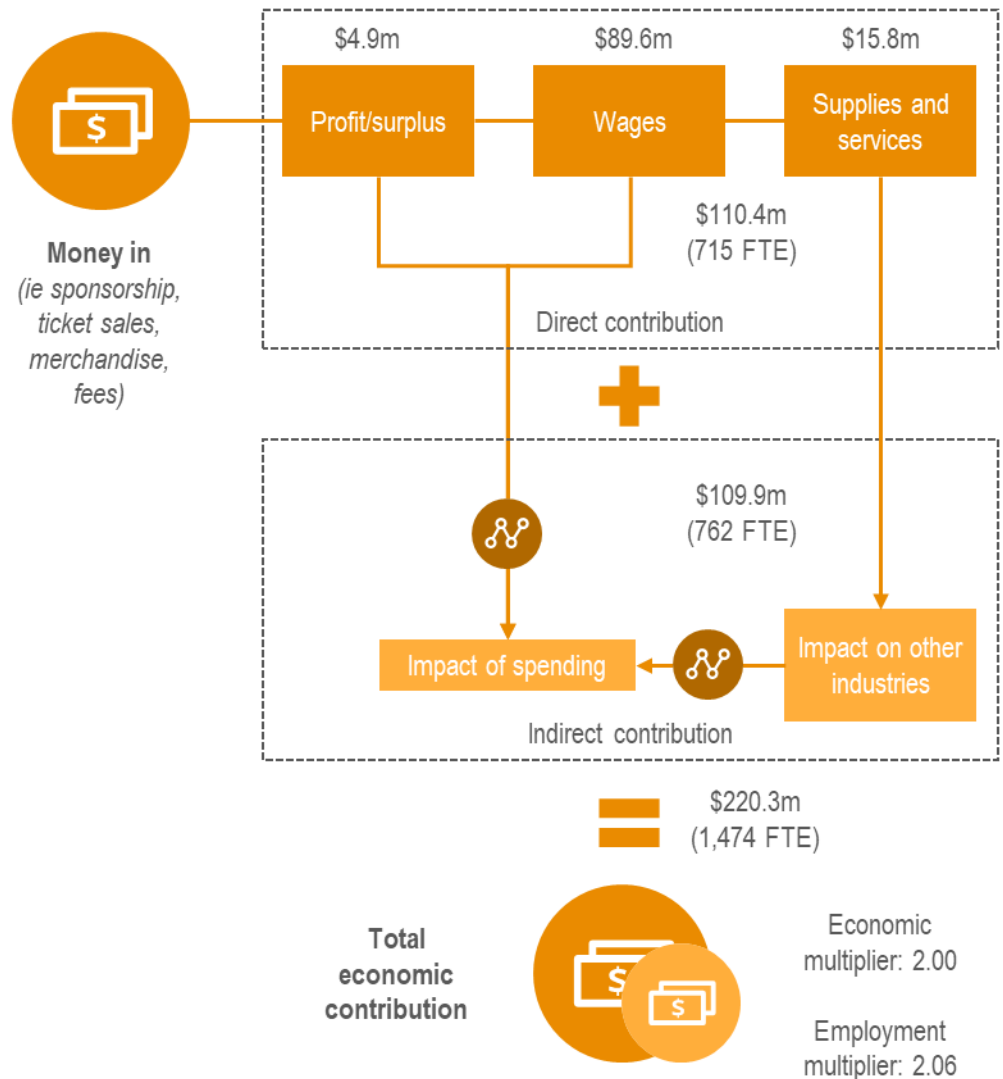 $4.9m
$89.6m
$15.8m
$
Profit/surplus
Wages
Supplies and
services
Money in
(ie sponsorship,
ticket sales,
merchandise,
fees)
$110.4m
(715 FTE)
Direct contribution
$109.9m
(762 FTE)
Impact of spending
Impact on other
industries
Indirect contribution
$220.3m
(1,474 FTE)
Total
economic
contribution
$
$
Economic
multiplier: 2.00
Employment
multiplier: 2.06